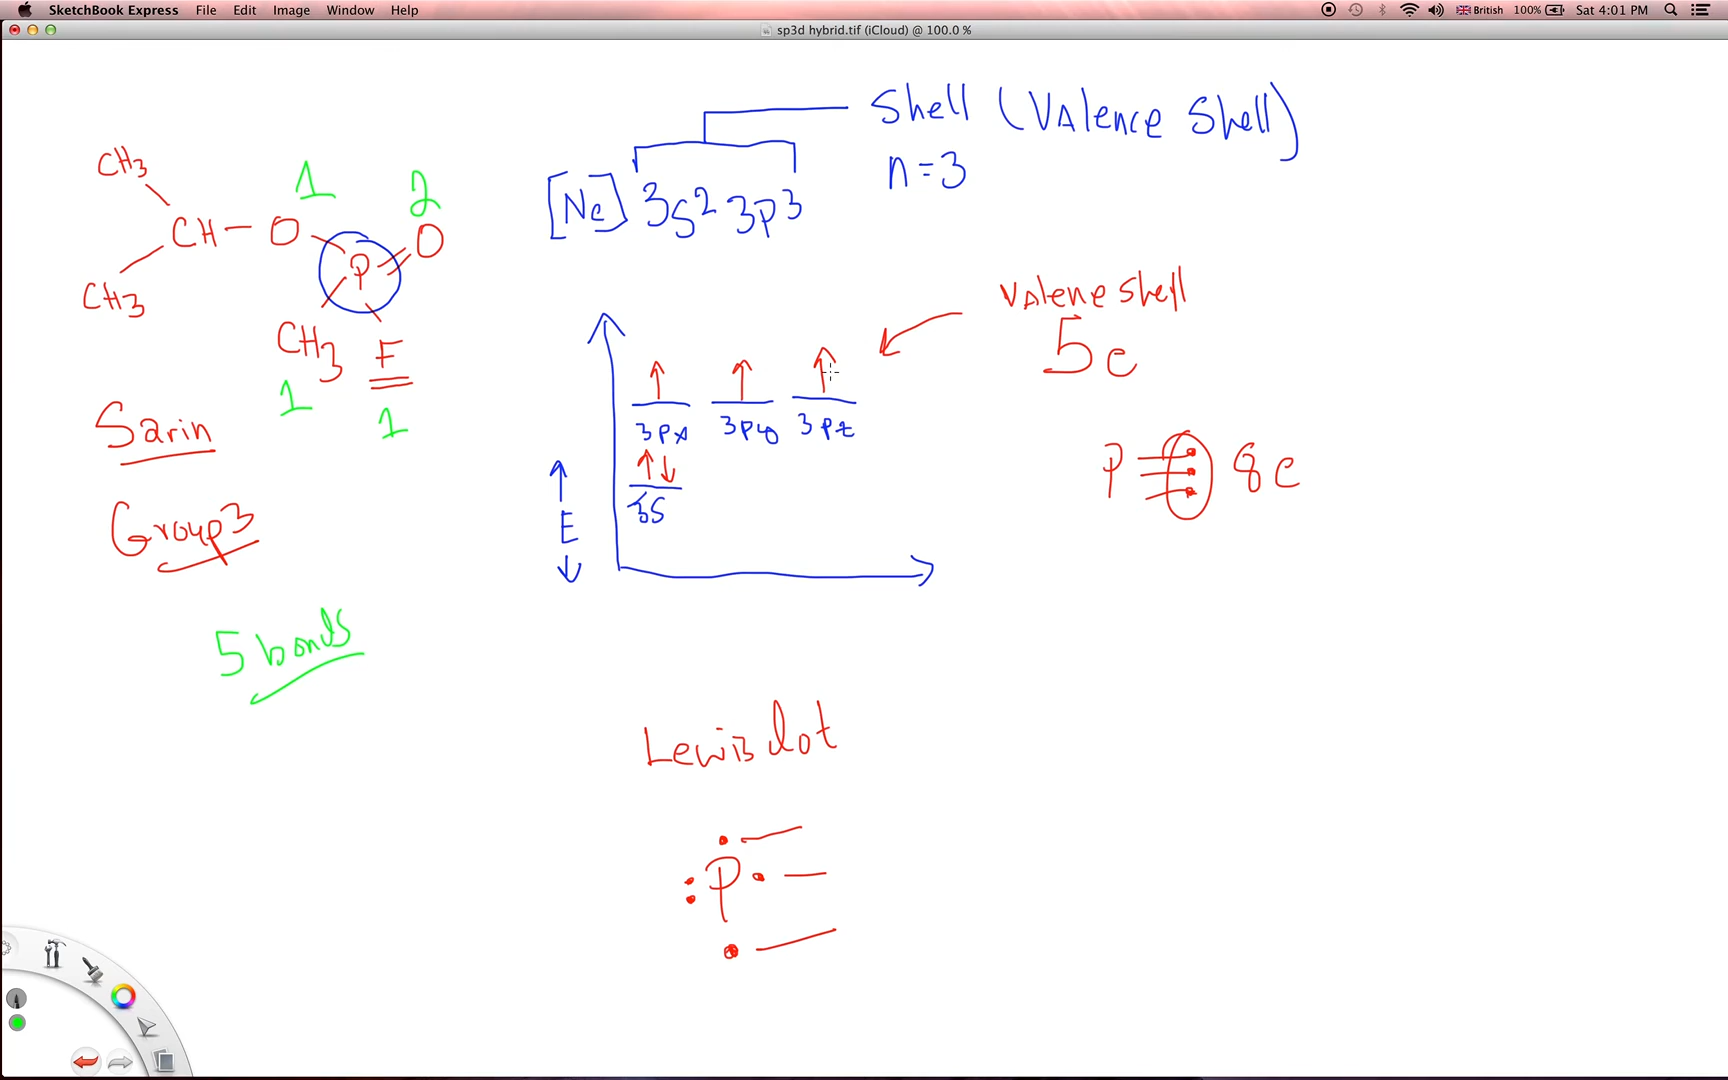 SketchBook Express File Edit Image Window Help
British 100% Sat 4:01 PM
sp3d hybrid.tif (iCloud) @ 100.0 %
Shell (Valence Shell)
n=3
[Ne] 3s2 3p3
CH3
1 2
CH O O
P
CH3
CH3 F
1 1
Sarin
Group3
5 bonds
Valene Shell
5 e
3px 3py 3pz
3s
E
P 8 e
Lewis dot
P